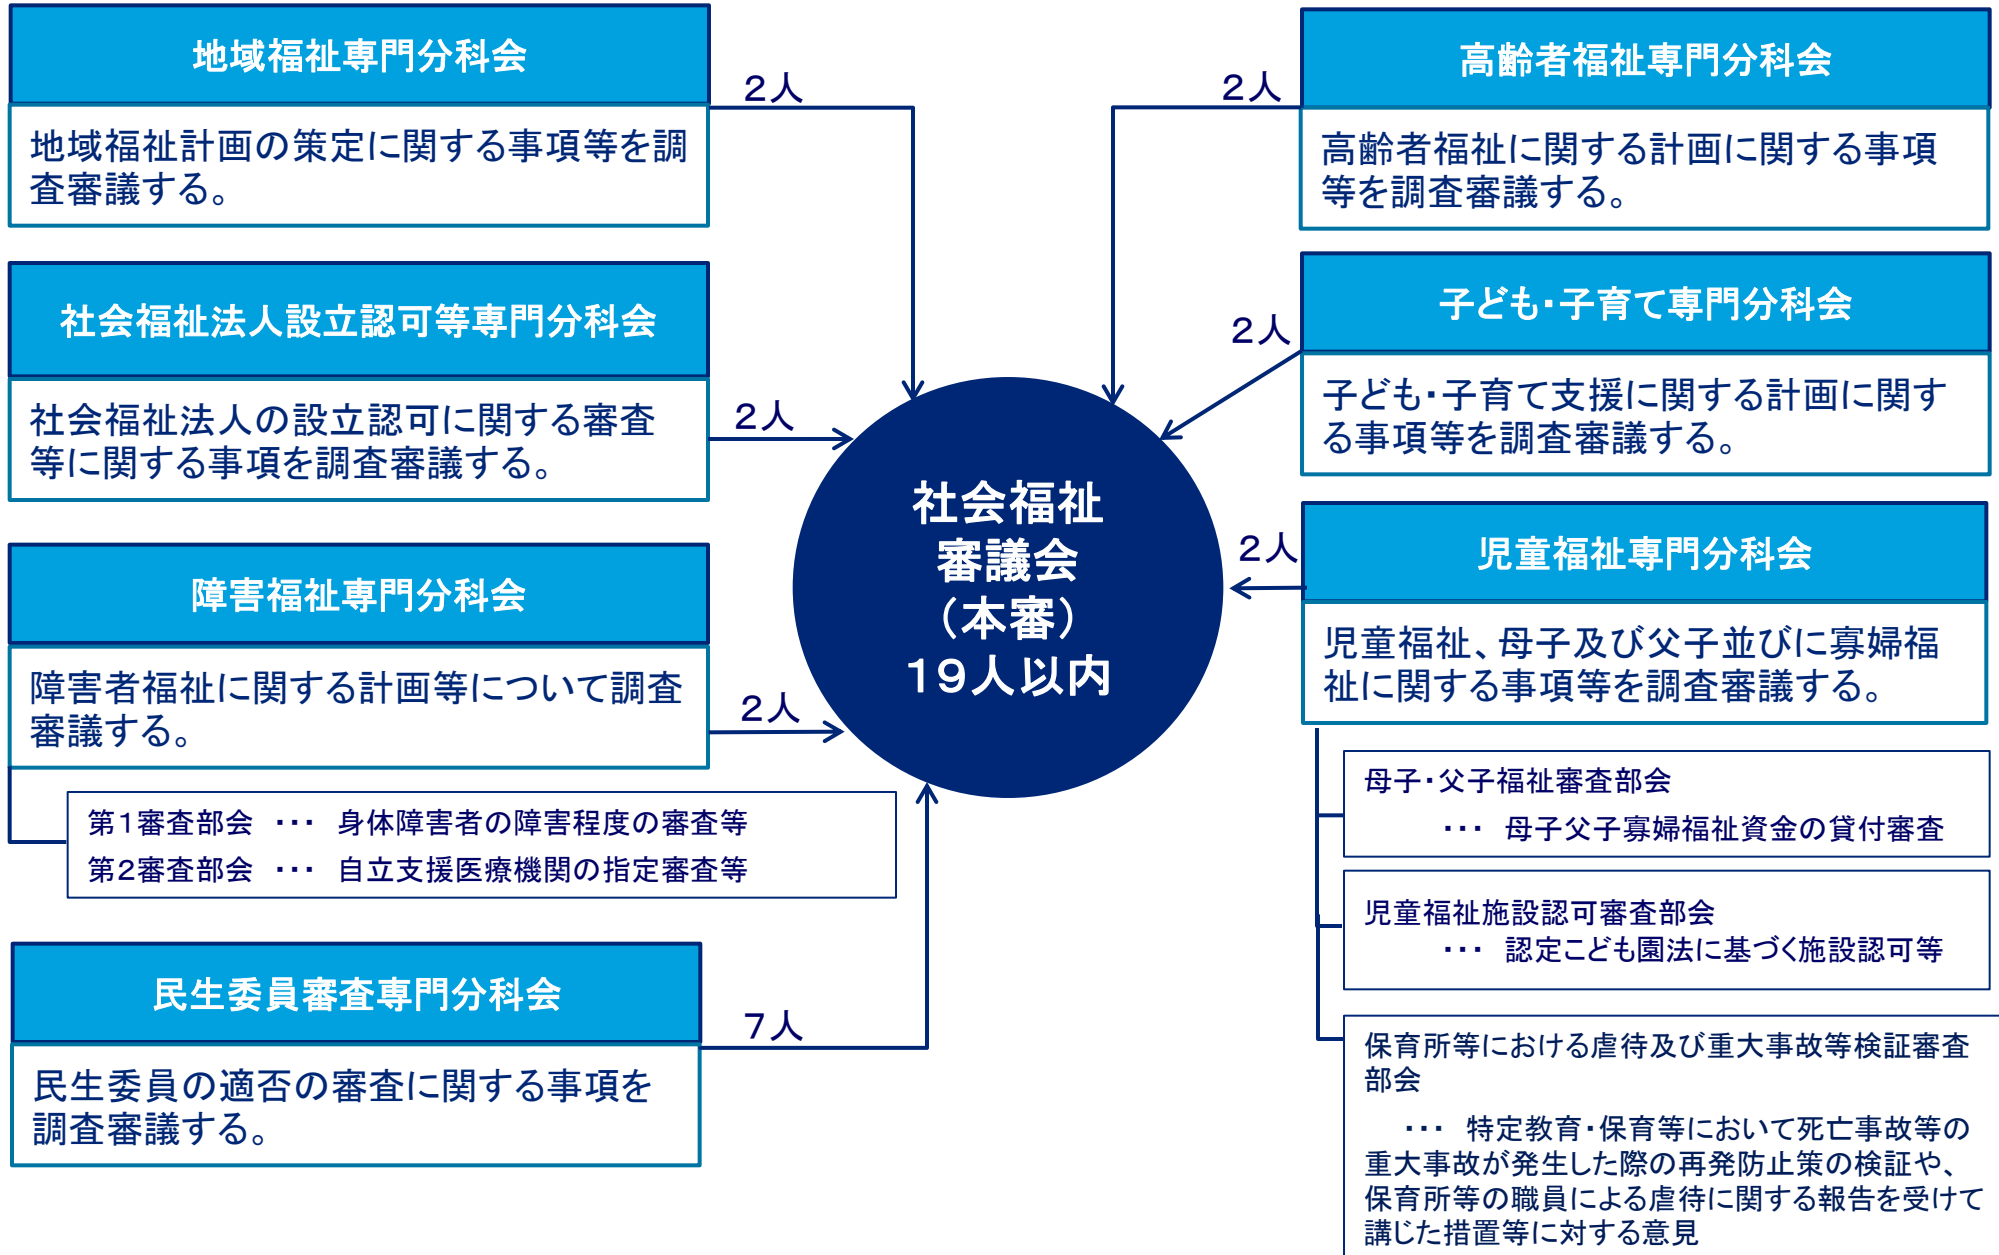 地域福祉専門分科会
2人
地域福祉計画の策定に関する事項等を調
査審議する。
社会福祉法人設立認可等専門分科会
2人
社会福祉法人の設立認可に関する審査
等に関する事項を調査審議する。
障害福祉専門分科会
2人
障害者福祉に関する計画等について調査
審議する。
第1審査部会 ･･･ 身体障害者の障害程度の審査等
第2審査部会 ･･･ 自立支援医療機関の指定審査等
民生委員審査専門分科会
7人
民生委員の適否の審査に関する事項を
調査審議する。
社会福祉
審議会
（本審）
19人以内
高齢者福祉専門分科会
2人
高齢者福祉に関する計画に関する事項
等を調査審議する。
子ども・子育て専門分科会
2人
子ども・子育て支援に関する計画に関す
る事項等を調査審議する。
児童福祉専門分科会
2人
児童福祉、母子及び父子並びに寡婦福
祉に関する事項等を調査審議する。
母子・父子福祉審査部会
･･･ 母子父子寡婦福祉資金の貸付審査
児童福祉施設認可審査部会
･･･ 認定こども園法に基づく施設認可等
保育所等における虐待及び重大事故等検証審査
部会
･･･ 特定教育・保育等において死亡事故等の
重大事故が発生した際の再発防止策の検証や、
保育所等の職員による虐待に関する報告を受けて
講じた措置等に対する意見